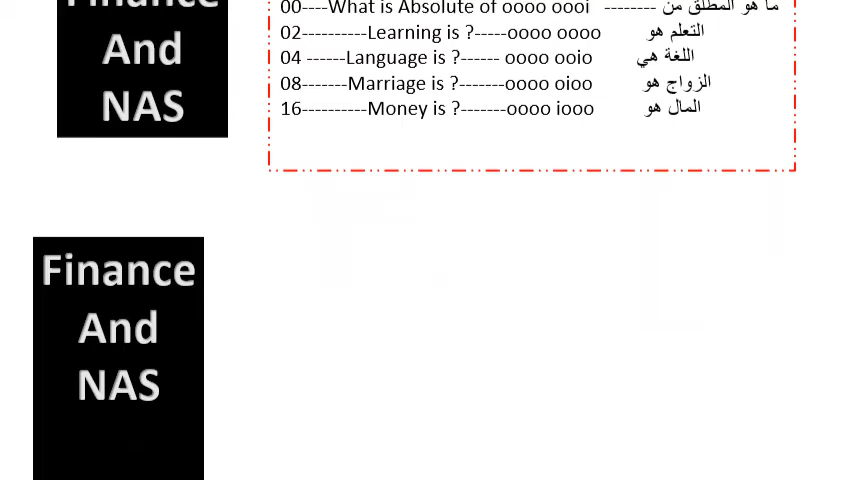 Finance
And
NAS
00----What is Absolute of oooo oooi -------- ما هو المطلق من
02----------Learning is ?-----oooo oooo التعلم هو
04 ------Language is ?------ oooo ooio اللغة هي
08-------Marriage is ?-------oooo oioo الزواج هو
16----------Money is ?-------oooo iooo المال هو
Finance
And
NAS